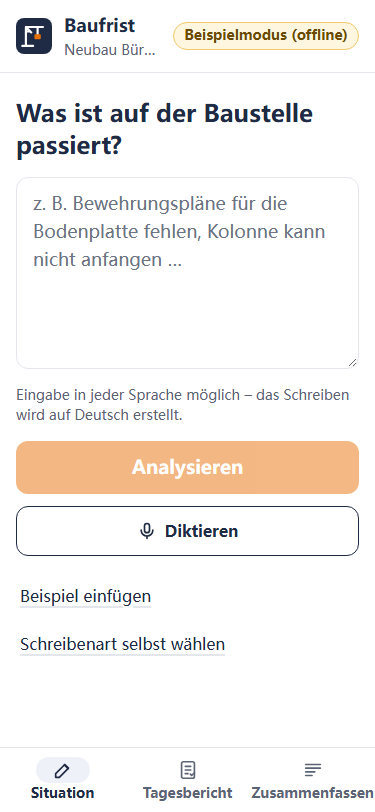 Baufrist
Neubau Bür...
Beispielmodus (offline)
Was ist auf der Baustelle
passiert?
z. B. Bewehrungspläne für die
Bodenplatte fehlen, Kolonne kann
nicht anfangen ...
Eingabe in jeder Sprache möglich – das Schreiben
wird auf Deutsch erstellt.
Analysieren
Diktieren
Beispiel einfügen
Schreibenart selbst wählen
Situation
Tagesbericht
Zusammenfassen